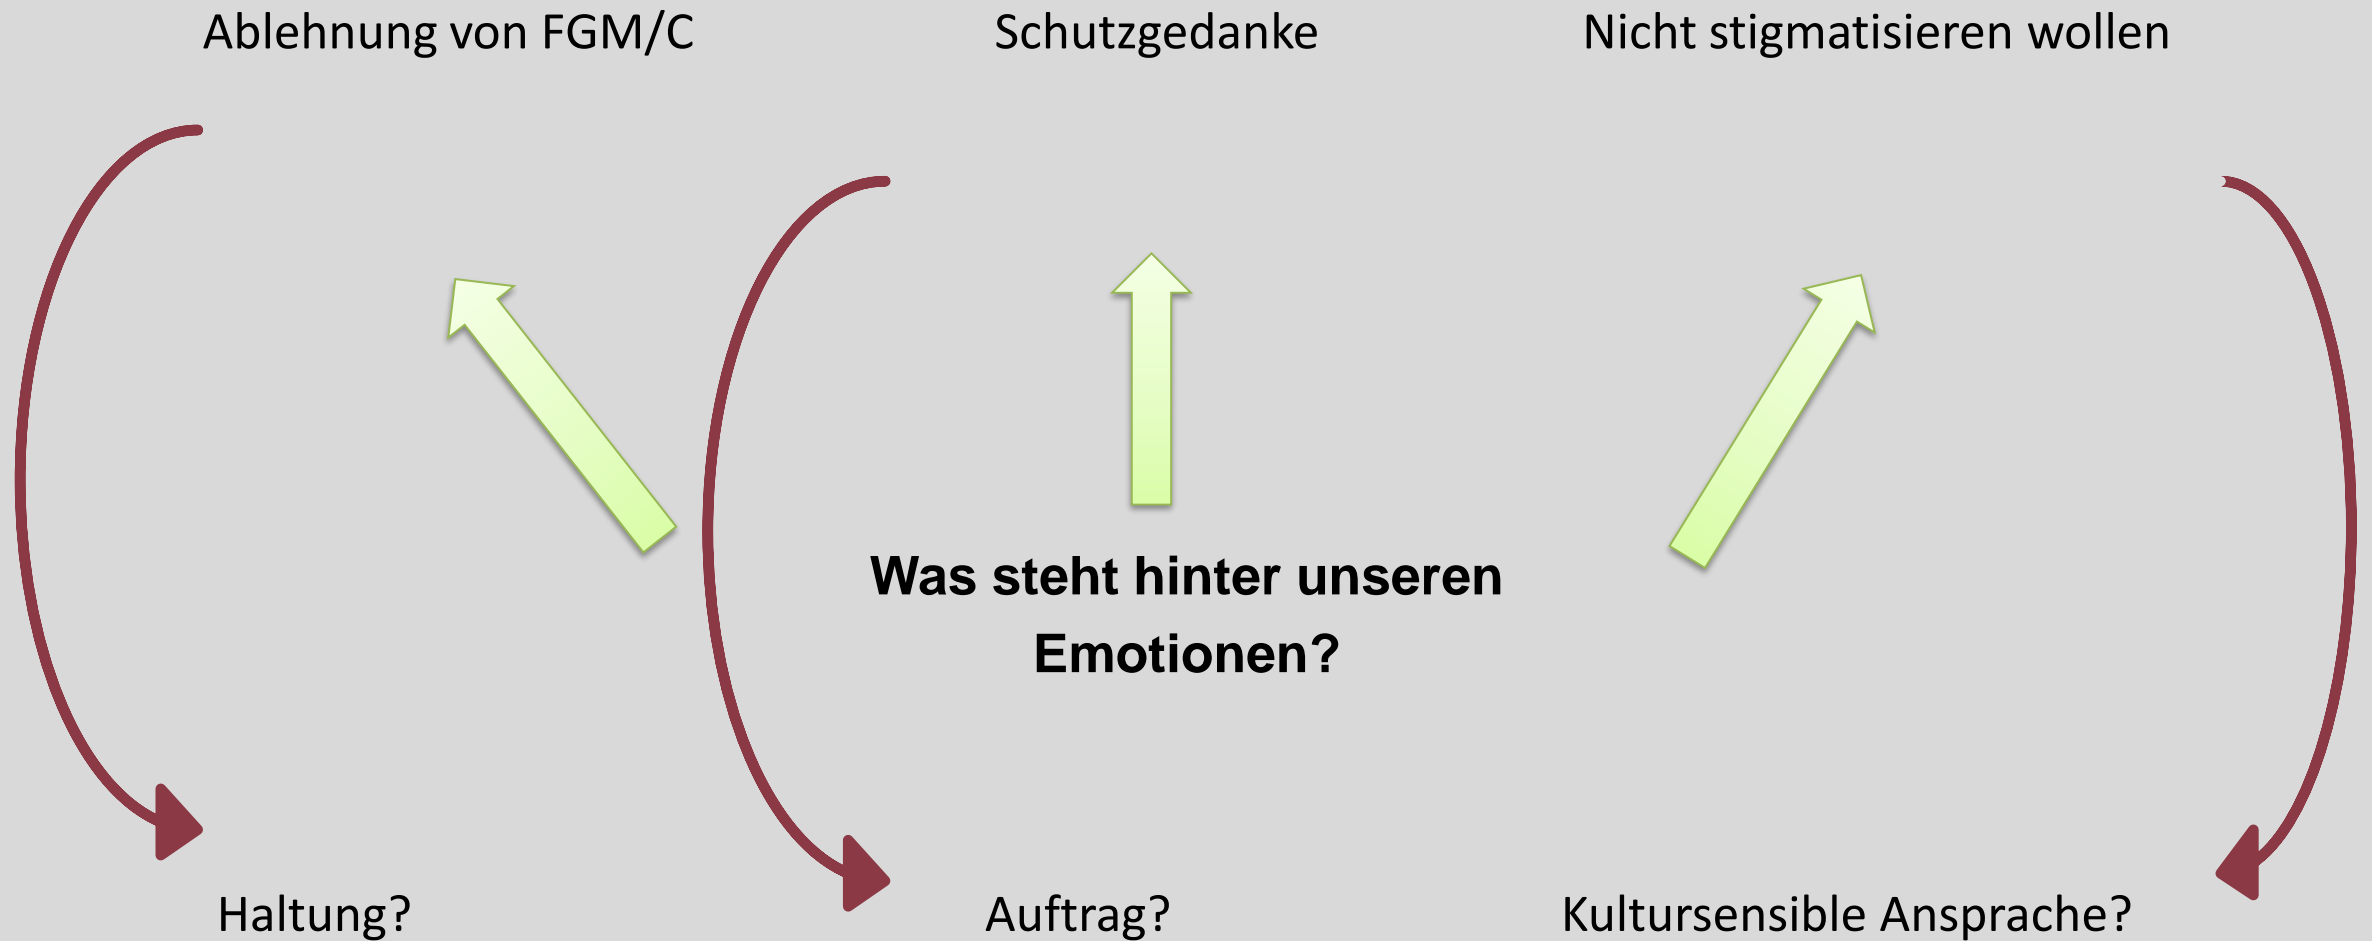 Ablehnung von FGM/C
Schutzgedanke
Nicht stigmatisieren wollen
Was steht hinter unseren
Emotionen?
Haltung?
Auftrag?
Kultursensible Ansprache?